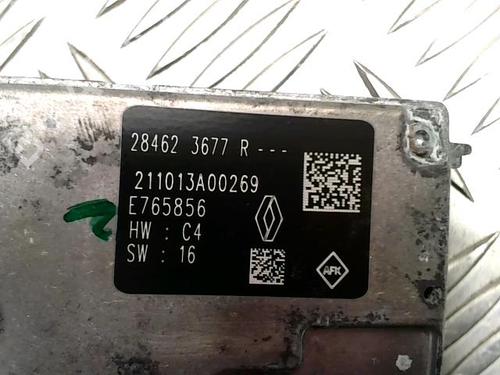 28462 3677 R ---
211013A00269
E765856
HW : C4
SW : 16
AFK